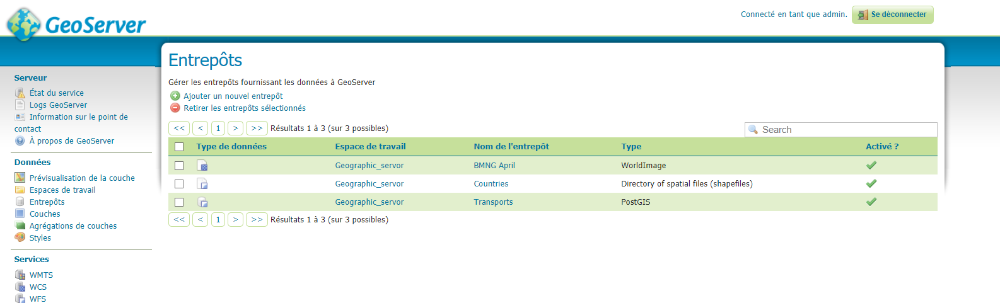 GeoServer
Connecté en tant que admin.
Se déconnecter
Serveur
État du service
Logs GeoServer
Information sur le point de
contact
À propos de GeoServer
Données
Prévisualisation de la couche
Espaces de travail
Entrepôts
Couches
Agrégations de couches
Styles
Services
WMTS
WCS
WFS
Entrepôts
Gérer les entrepôts fournissant les données à GeoServer
Ajouter un nouvel entrepôt
Retirer les entrepôts sélectionnés
<< < 1 > >> Résultats 1 à 3 (sur 3 possibles)
Search
Type de données Espace de travail Nom de l'entrepôt Type Activé ?
Geographic_servor BMNG April WorldImage
Geographic_servor Countries Directory of spatial files (shapefiles)
Geographic_servor Transports PostGIS
<< < 1 > >> Résultats 1 à 3 (sur 3 possibles)